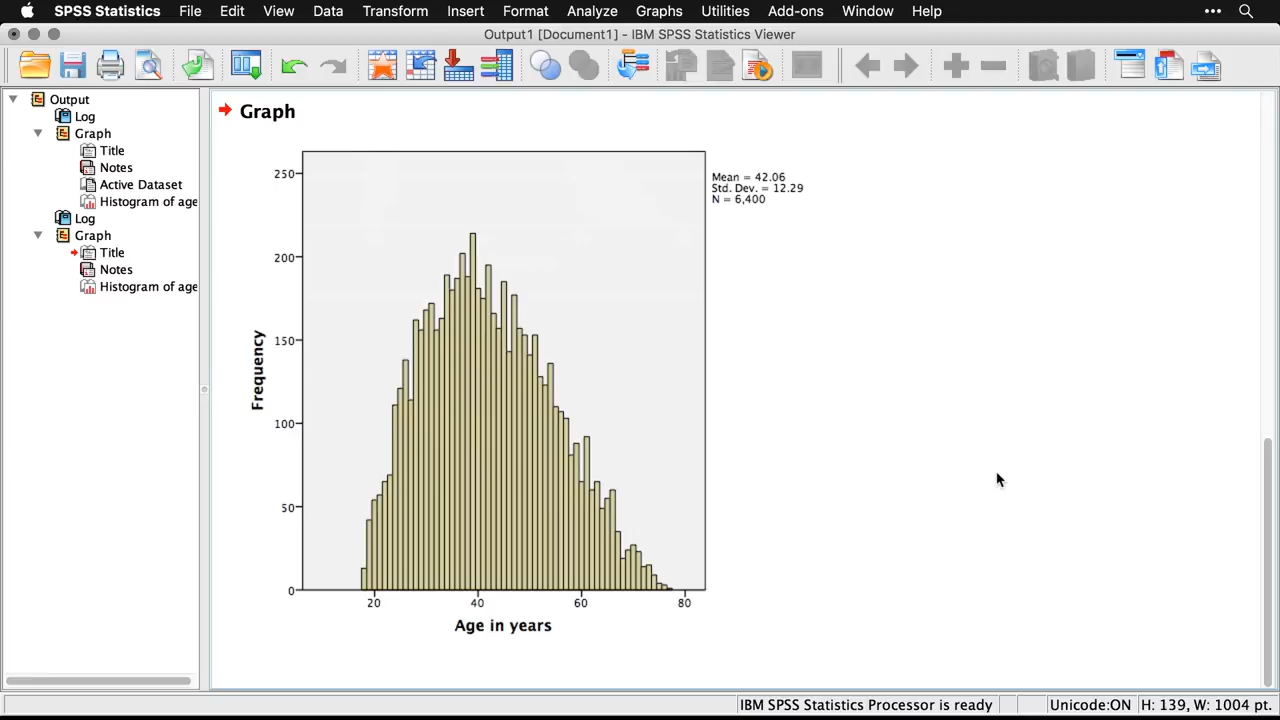 SPSS Statistics File Edit View Data Transform Insert Format Analyze Graphs Utilities Add-ons Window Help
Output1 [Document1] - IBM SPSS Statistics Viewer
Output
Log
Graph
Title
Notes
Active Dataset
Histogram of age
Log
Graph
Title
Notes
Histogram of age
Graph
Mean = 42.06
Std. Dev. = 12.29
N = 6,400
250
200
150
100
50
0
Frequency
20 40 60 80
Age in years
IBM SPSS Statistics Processor is ready Unicode:ON H: 139, W: 1004 pt.